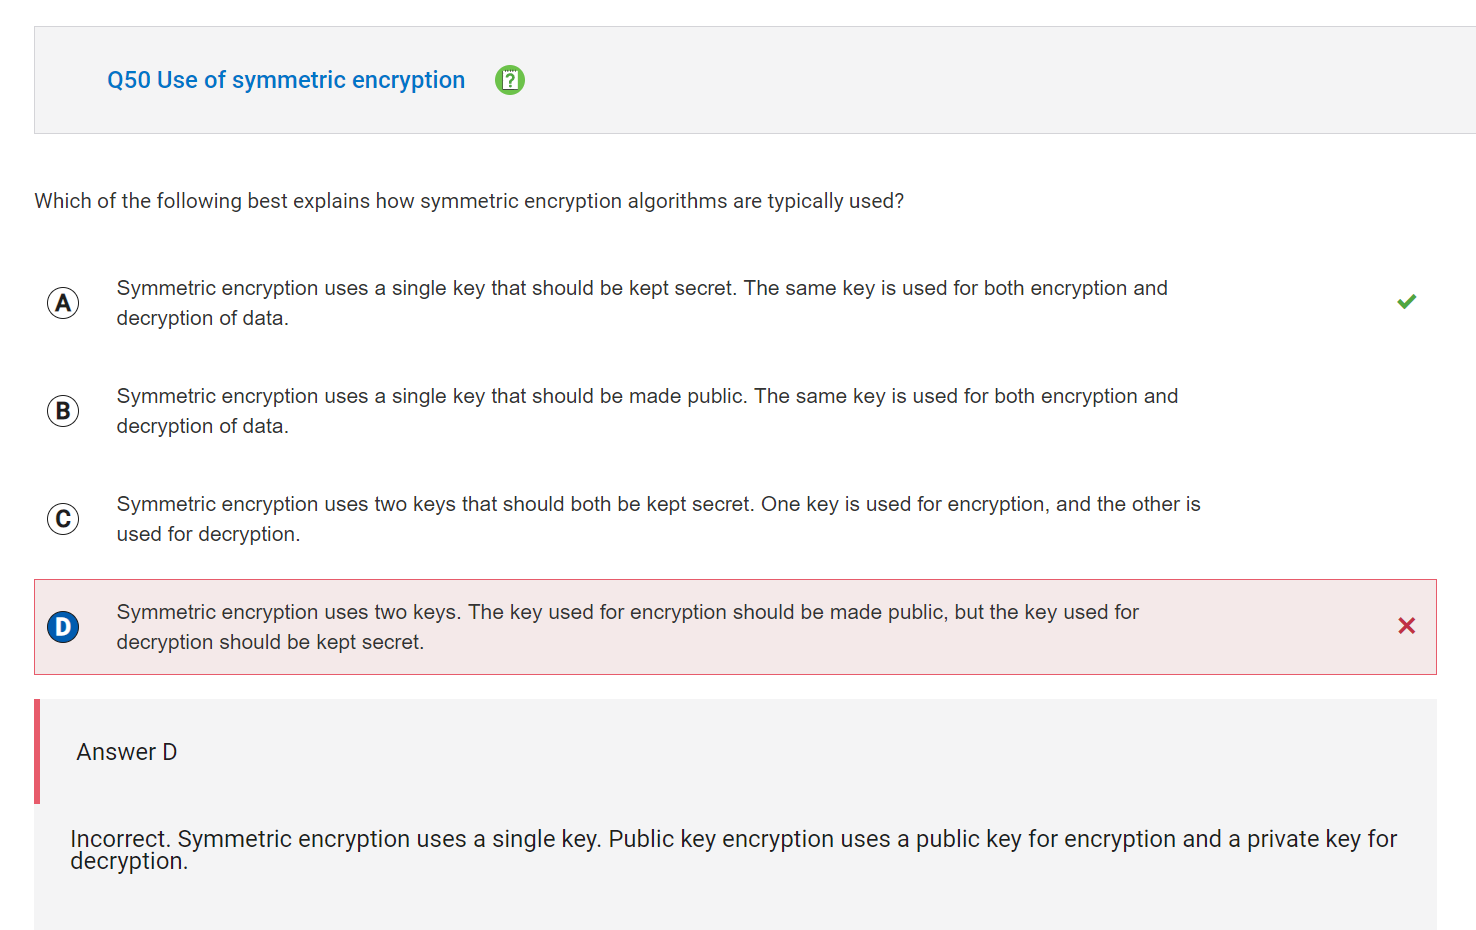 Q50 Use of symmetric encryption ?
Which of the following best explains how symmetric encryption algorithms are typically used?
A Symmetric encryption uses a single key that should be kept secret. The same key is used for both encryption and
decryption of data.
B Symmetric encryption uses a single key that should be made public. The same key is used for both encryption and
decryption of data.
C Symmetric encryption uses two keys that should both be kept secret. One key is used for encryption, and the other is
used for decryption.
D Symmetric encryption uses two keys. The key used for encryption should be made public, but the key used for
decryption should be kept secret.
Answer D
Incorrect. Symmetric encryption uses a single key. Public key encryption uses a public key for encryption and a private key for
decryption.